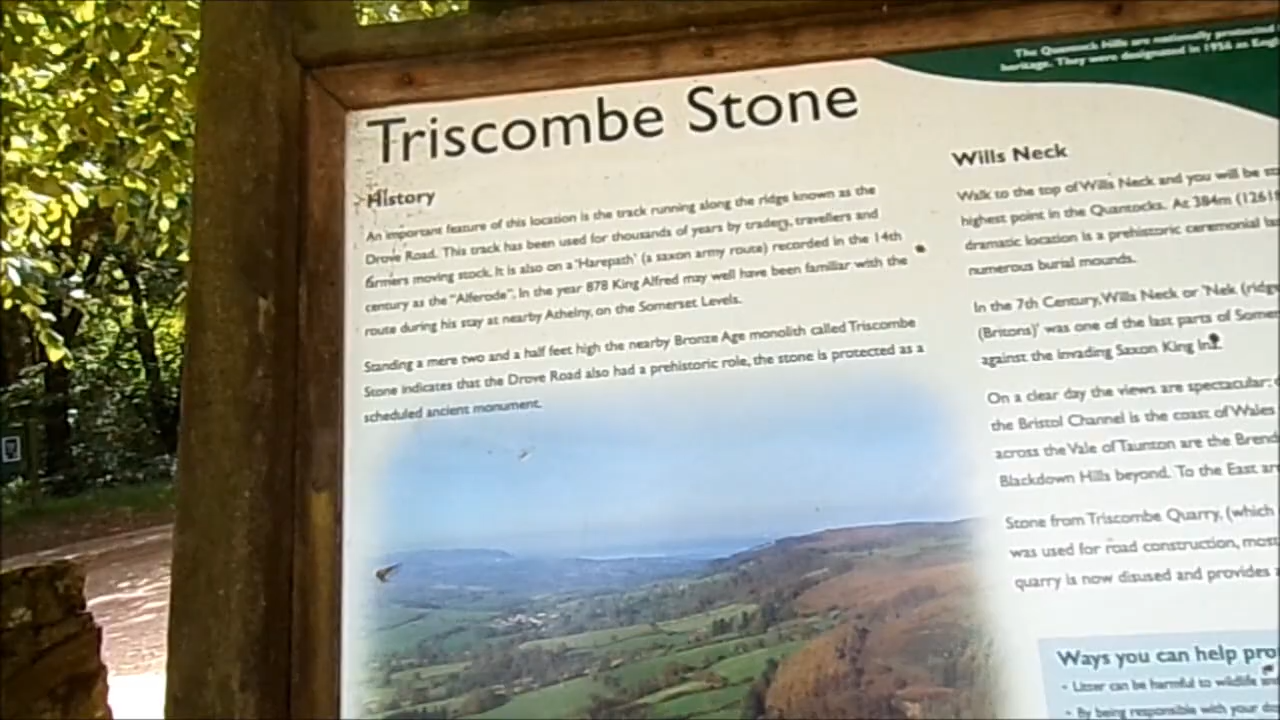 The Quantock Hills are nationally protected
heritage. They were designated in 1956 as
Triscombe Stone
History
An important feature of this location is the track running along the ridge known as the
Drove Road. This track has been used for thousands of years by traders, travellers and
farmers moving stock. It is also on a 'Harepath' (a saxon army route) recorded in the 14th
century as the "Alferode". In the year 878 King Alfred may well have been familiar with the
route during his stay at nearby Athelny, on the Somerset Levels.
Standing a mere two and a half feet high the nearby Bronze Age monolith called Triscombe
Stone indicates that the Drove Road also had a prehistoric role, the stone is protected as a
scheduled ancient monument.
Wills Neck
Walk to the top of Wills Neck and you will be
highest point in the Quantocks. At 384m (1261
dramatic location is a prehistoric ceremonial
numerous burial mounds.
In the 7th Century, Wills Neck or 'Nek (ridge
(Britons)' was one of the last parts of
against the invading Saxon King
On a clear day the views are spectacular:
the Bristol Channel is the coast of Wales
across the Vale of Taunton are the
Blackdown Hills beyond. To the East
Stone from Triscombe Quarry, (which
was used for road construction,
quarry is now disused and provides
Ways you can help
• Litter can be harmful to wildlife
• By being responsible with your